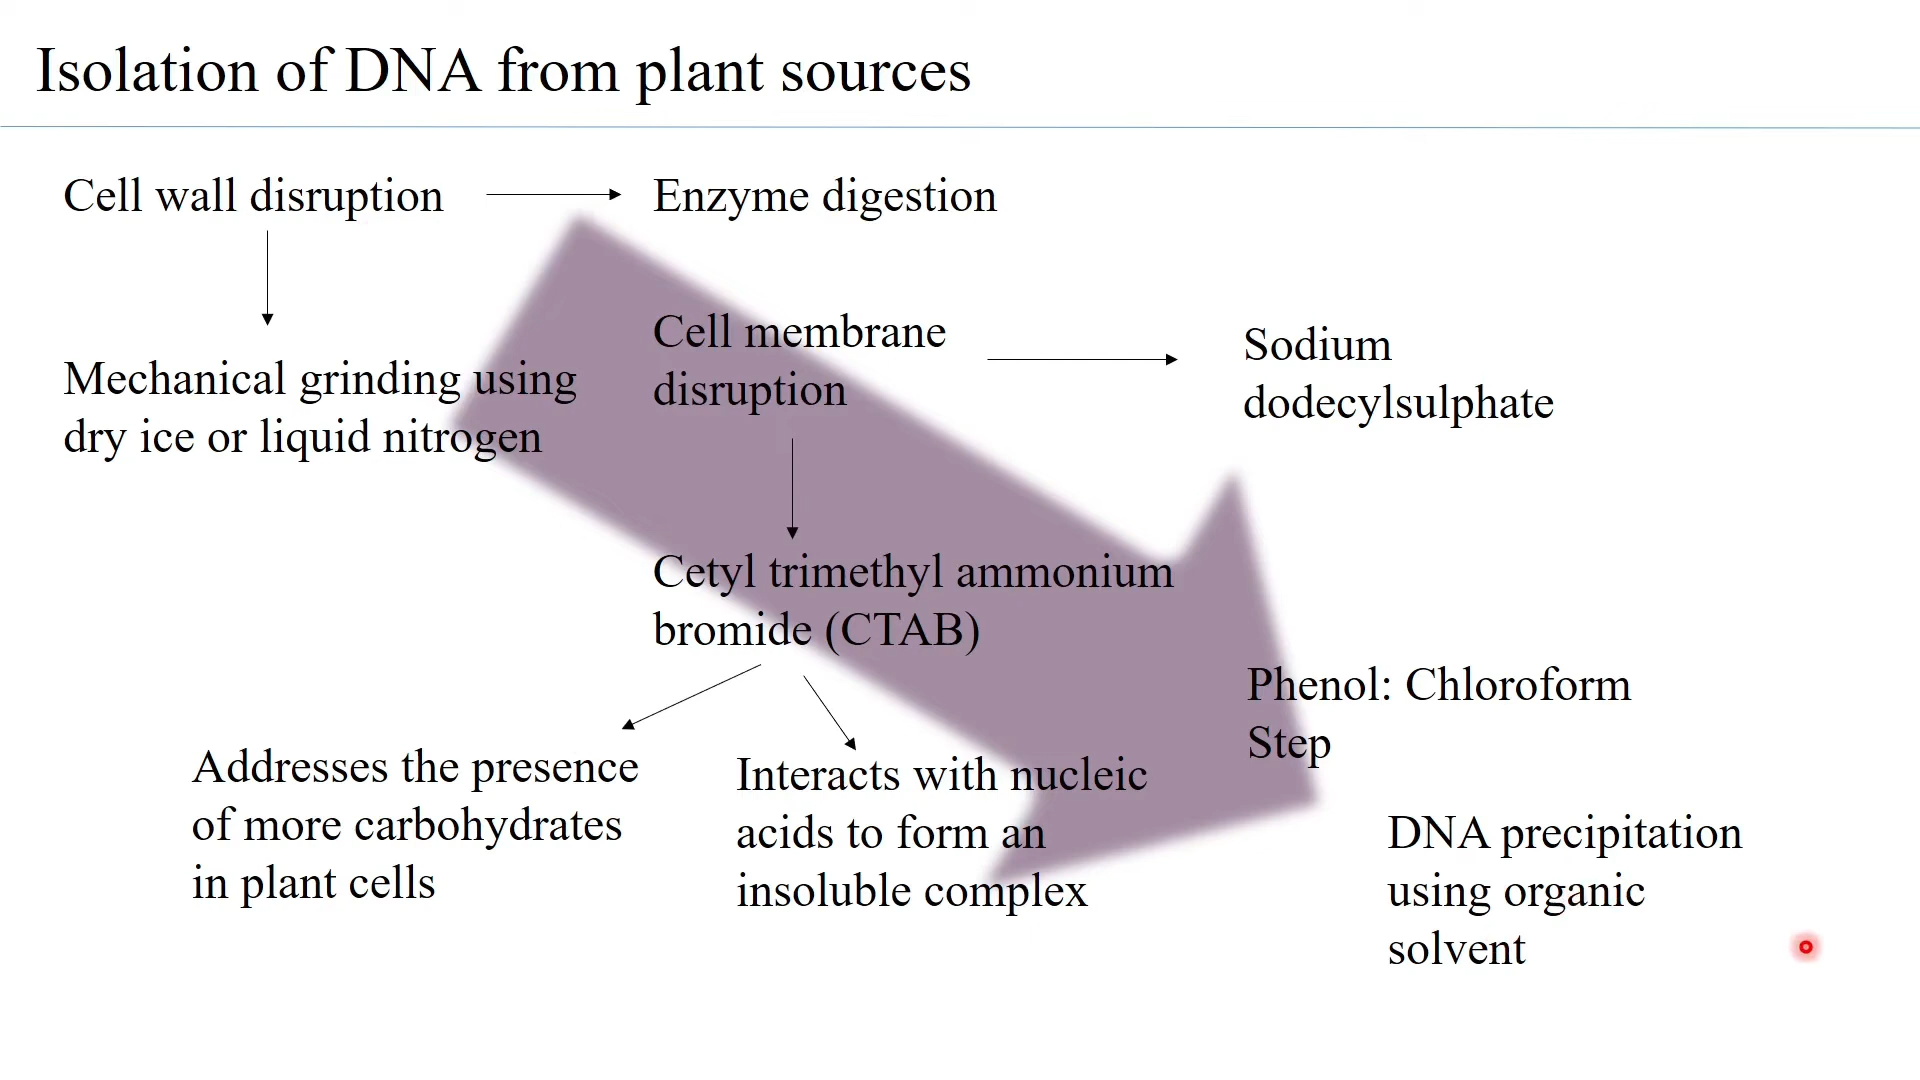 Isolation of DNA from plant sources
Cell wall disruption
Enzyme digestion
Mechanical grinding using
dry ice or liquid nitrogen
Cell membrane
disruption
Sodium
dodecylsulphate
Cetyl trimethyl ammonium
bromide (CTAB)
Addresses the presence
of more carbohydrates
in plant cells
Interacts with nucleic
acids to form an
insoluble complex
Phenol: Chloroform
Step
DNA precipitation
using organic
solvent